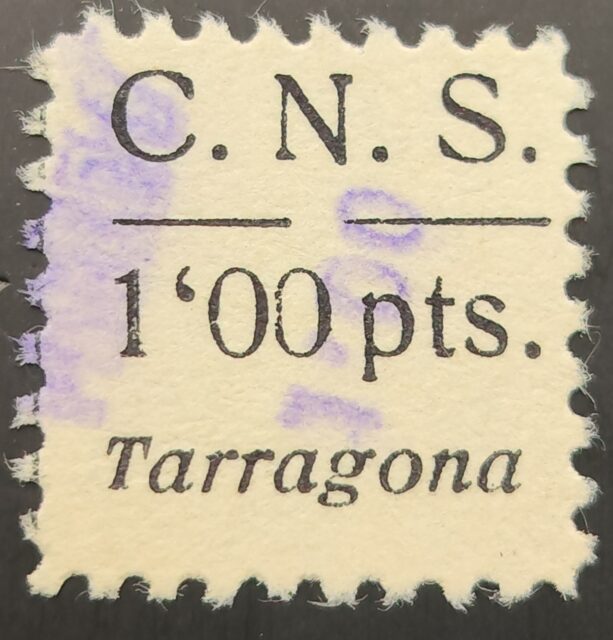 C. N. S.
1‘00 pts.
Tarragona